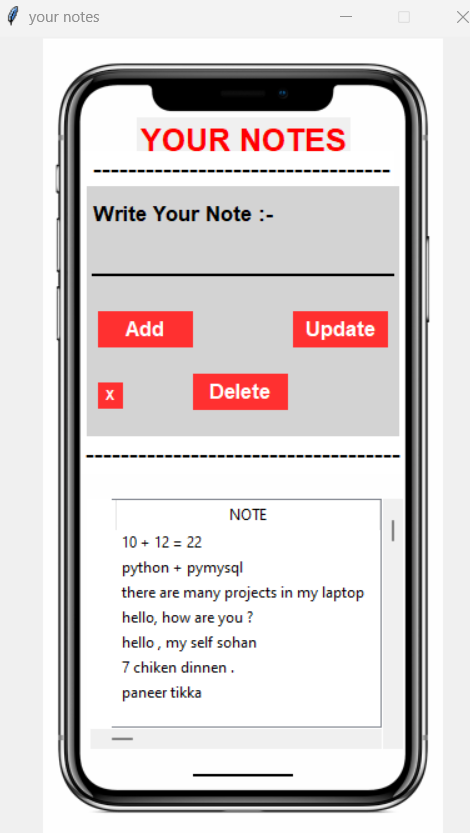 your notes
YOUR NOTES
----------------------------------
Write Your Note :-
Add
Update
x
Delete
------------------------------------
NOTE
10 + 12 = 22
python + pymysql
there are many projects in my laptop
hello, how are you ?
hello , my self sohan
7 chiken dinnen .
paneer tikka